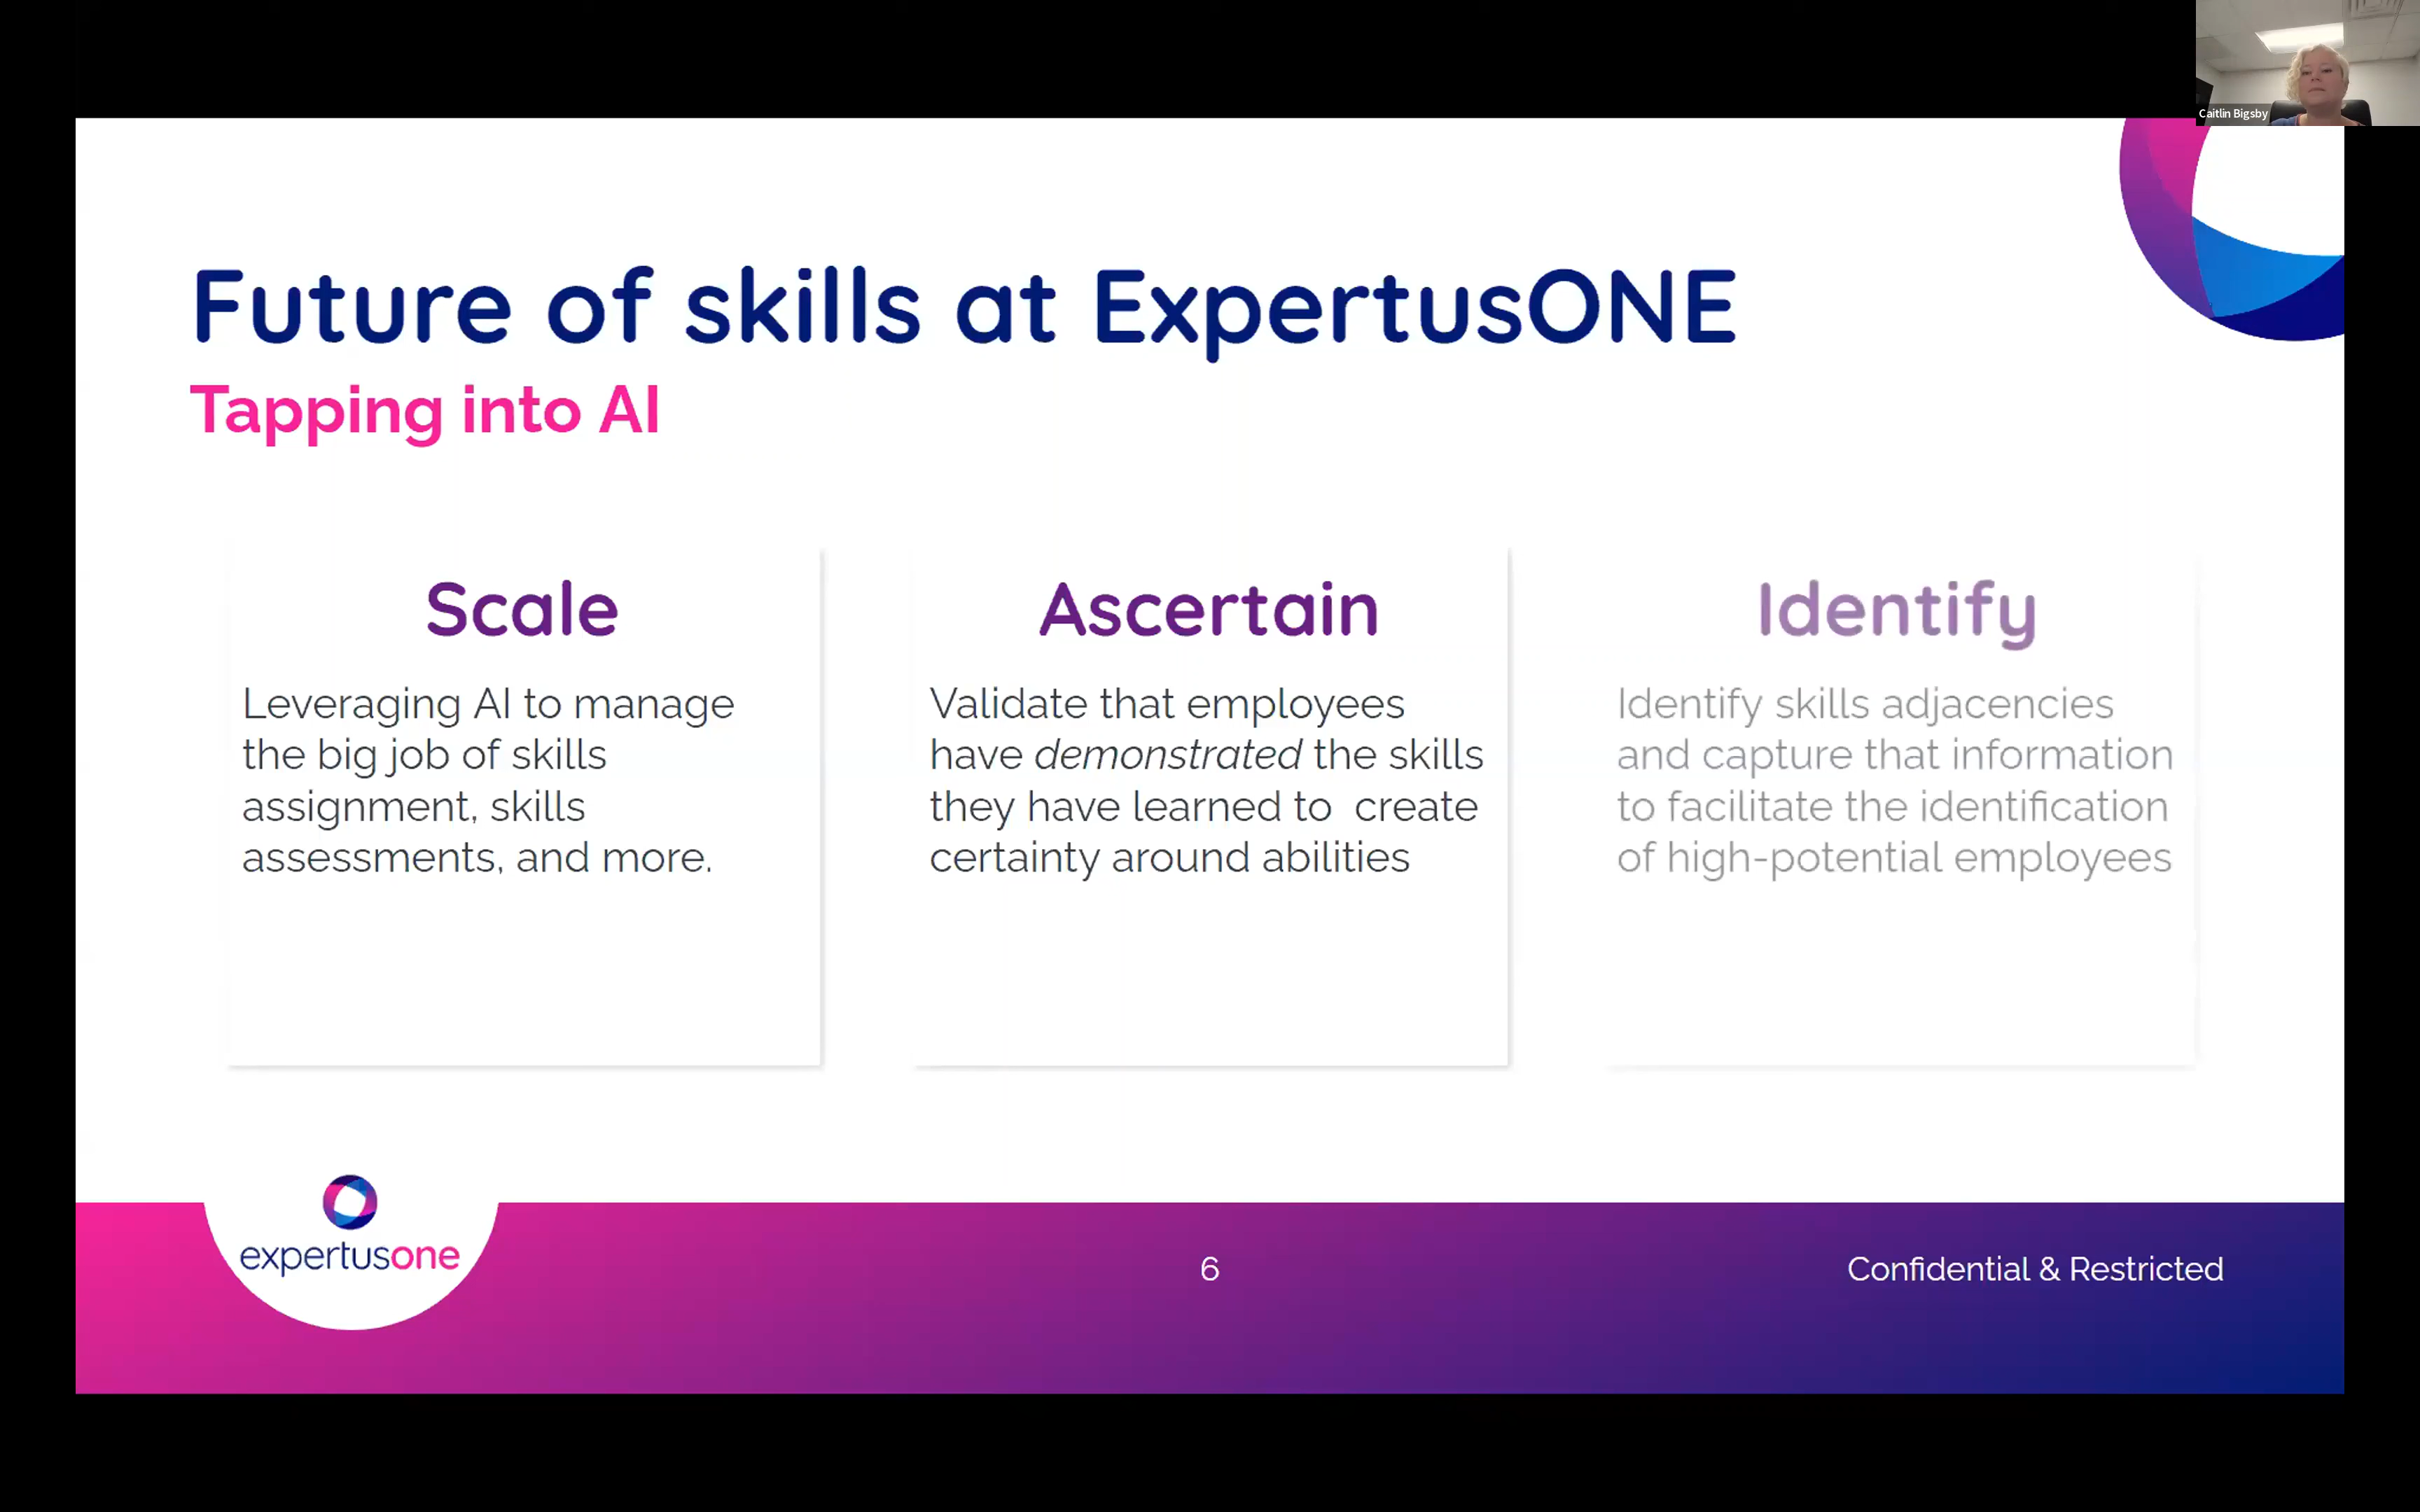 Caitlin Bigsby
Future of skills at ExpertusONE
Tapping into AI
Scale
Leveraging AI to manage
the big job of skills
assignment, skills
assessments, and more.
Ascertain
Validate that employees
have demonstrated the skills
they have learned to  create
certainty around abilities
Identify
Identify skills adjacencies
and capture that information
to facilitate the identification
of high-potential employees
expertusone
6
Confidential & Restricted